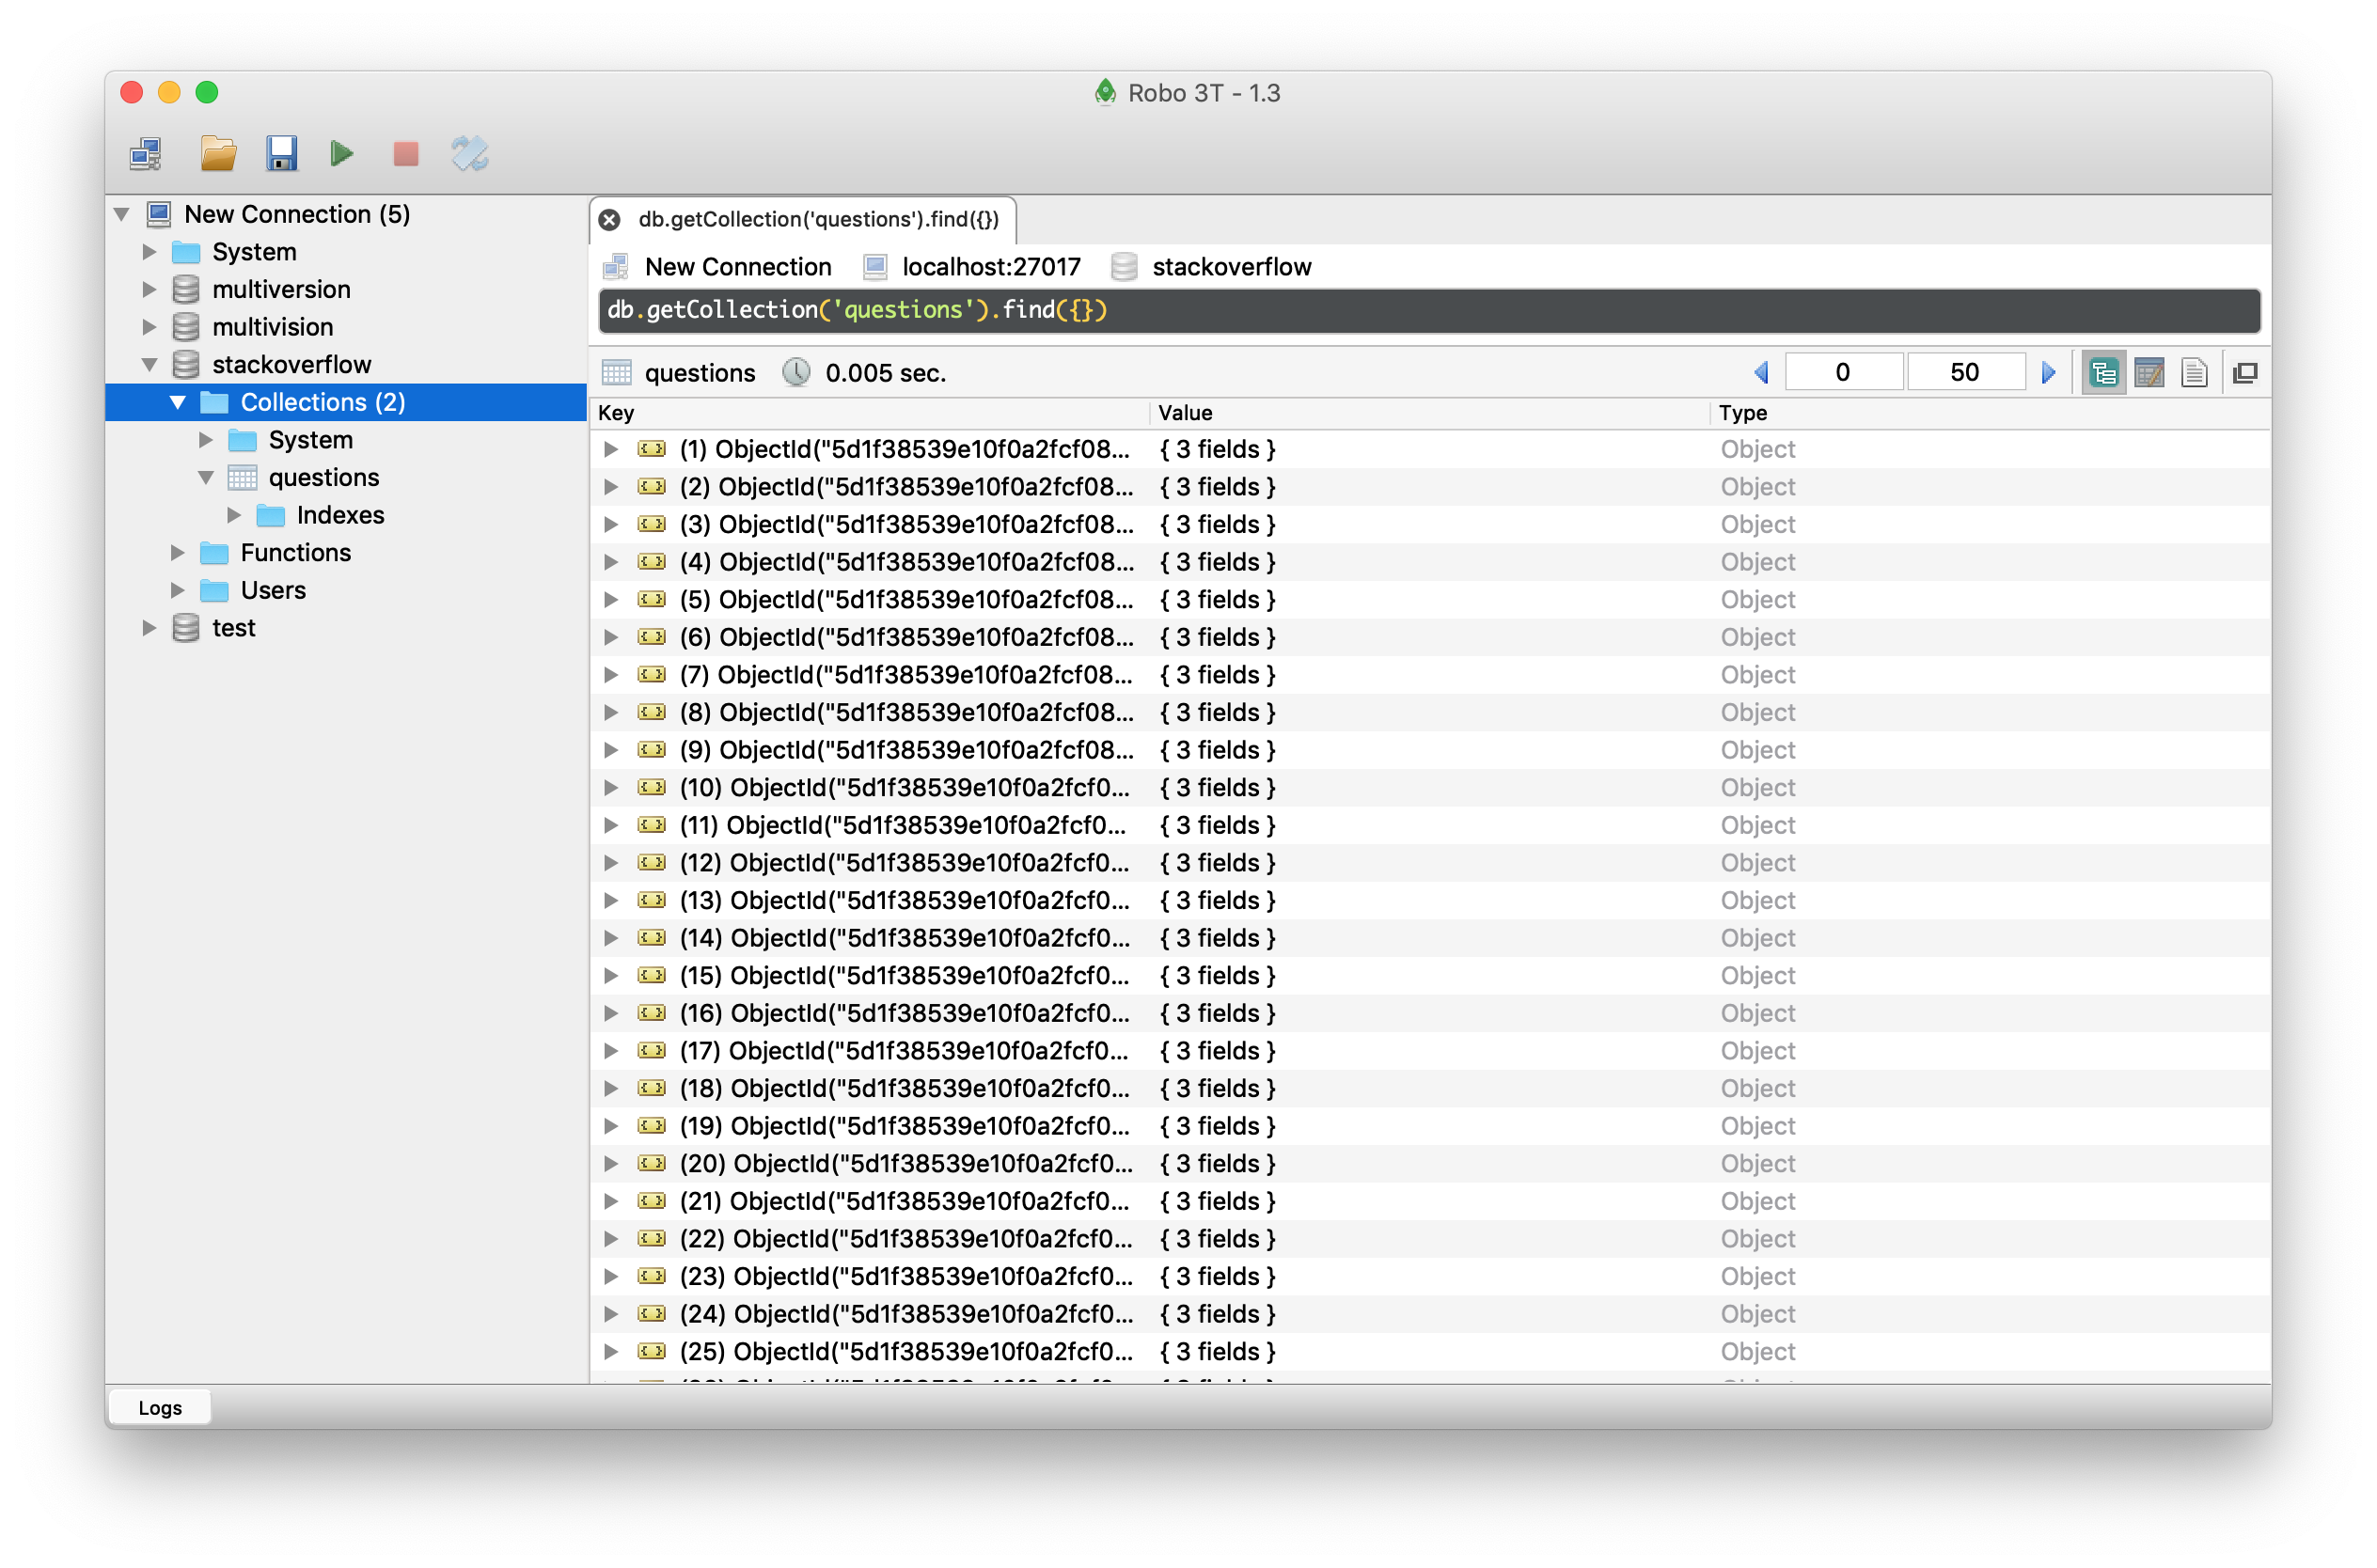 Robo 3T - 1.3
New Connection (5)
System
multiversion
multivision
stackoverflow
Collections (2)
System
questions
Indexes
Functions
Users
test
db.getCollection('questions').find({})
New Connection localhost:27017 stackoverflow
db.getCollection('questions').find({})
questions 0.005 sec. 0 50
Key Value Type
(1) ObjectId("5d1f38539e10f0a2fcf08... { 3 fields } Object
(2) ObjectId("5d1f38539e10f0a2fcf08... { 3 fields } Object
(3) ObjectId("5d1f38539e10f0a2fcf08... { 3 fields } Object
(4) ObjectId("5d1f38539e10f0a2fcf08... { 3 fields } Object
(5) ObjectId("5d1f38539e10f0a2fcf08... { 3 fields } Object
(6) ObjectId("5d1f38539e10f0a2fcf08... { 3 fields } Object
(7) ObjectId("5d1f38539e10f0a2fcf08... { 3 fields } Object
(8) ObjectId("5d1f38539e10f0a2fcf08... { 3 fields } Object
(9) ObjectId("5d1f38539e10f0a2fcf08... { 3 fields } Object
(10) ObjectId("5d1f38539e10f0a2fcf0... { 3 fields } Object
(11) ObjectId("5d1f38539e10f0a2fcf0... { 3 fields } Object
(12) ObjectId("5d1f38539e10f0a2fcf0... { 3 fields } Object
(13) ObjectId("5d1f38539e10f0a2fcf0... { 3 fields } Object
(14) ObjectId("5d1f38539e10f0a2fcf0... { 3 fields } Object
(15) ObjectId("5d1f38539e10f0a2fcf0... { 3 fields } Object
(16) ObjectId("5d1f38539e10f0a2fcf0... { 3 fields } Object
(17) ObjectId("5d1f38539e10f0a2fcf0... { 3 fields } Object
(18) ObjectId("5d1f38539e10f0a2fcf0... { 3 fields } Object
(19) ObjectId("5d1f38539e10f0a2fcf0... { 3 fields } Object
(20) ObjectId("5d1f38539e10f0a2fcf0... { 3 fields } Object
(21) ObjectId("5d1f38539e10f0a2fcf0... { 3 fields } Object
(22) ObjectId("5d1f38539e10f0a2fcf0... { 3 fields } Object
(23) ObjectId("5d1f38539e10f0a2fcf0... { 3 fields } Object
(24) ObjectId("5d1f38539e10f0a2fcf0... { 3 fields } Object
(25) ObjectId("5d1f38539e10f0a2fcf0... { 3 fields } Object
Logs